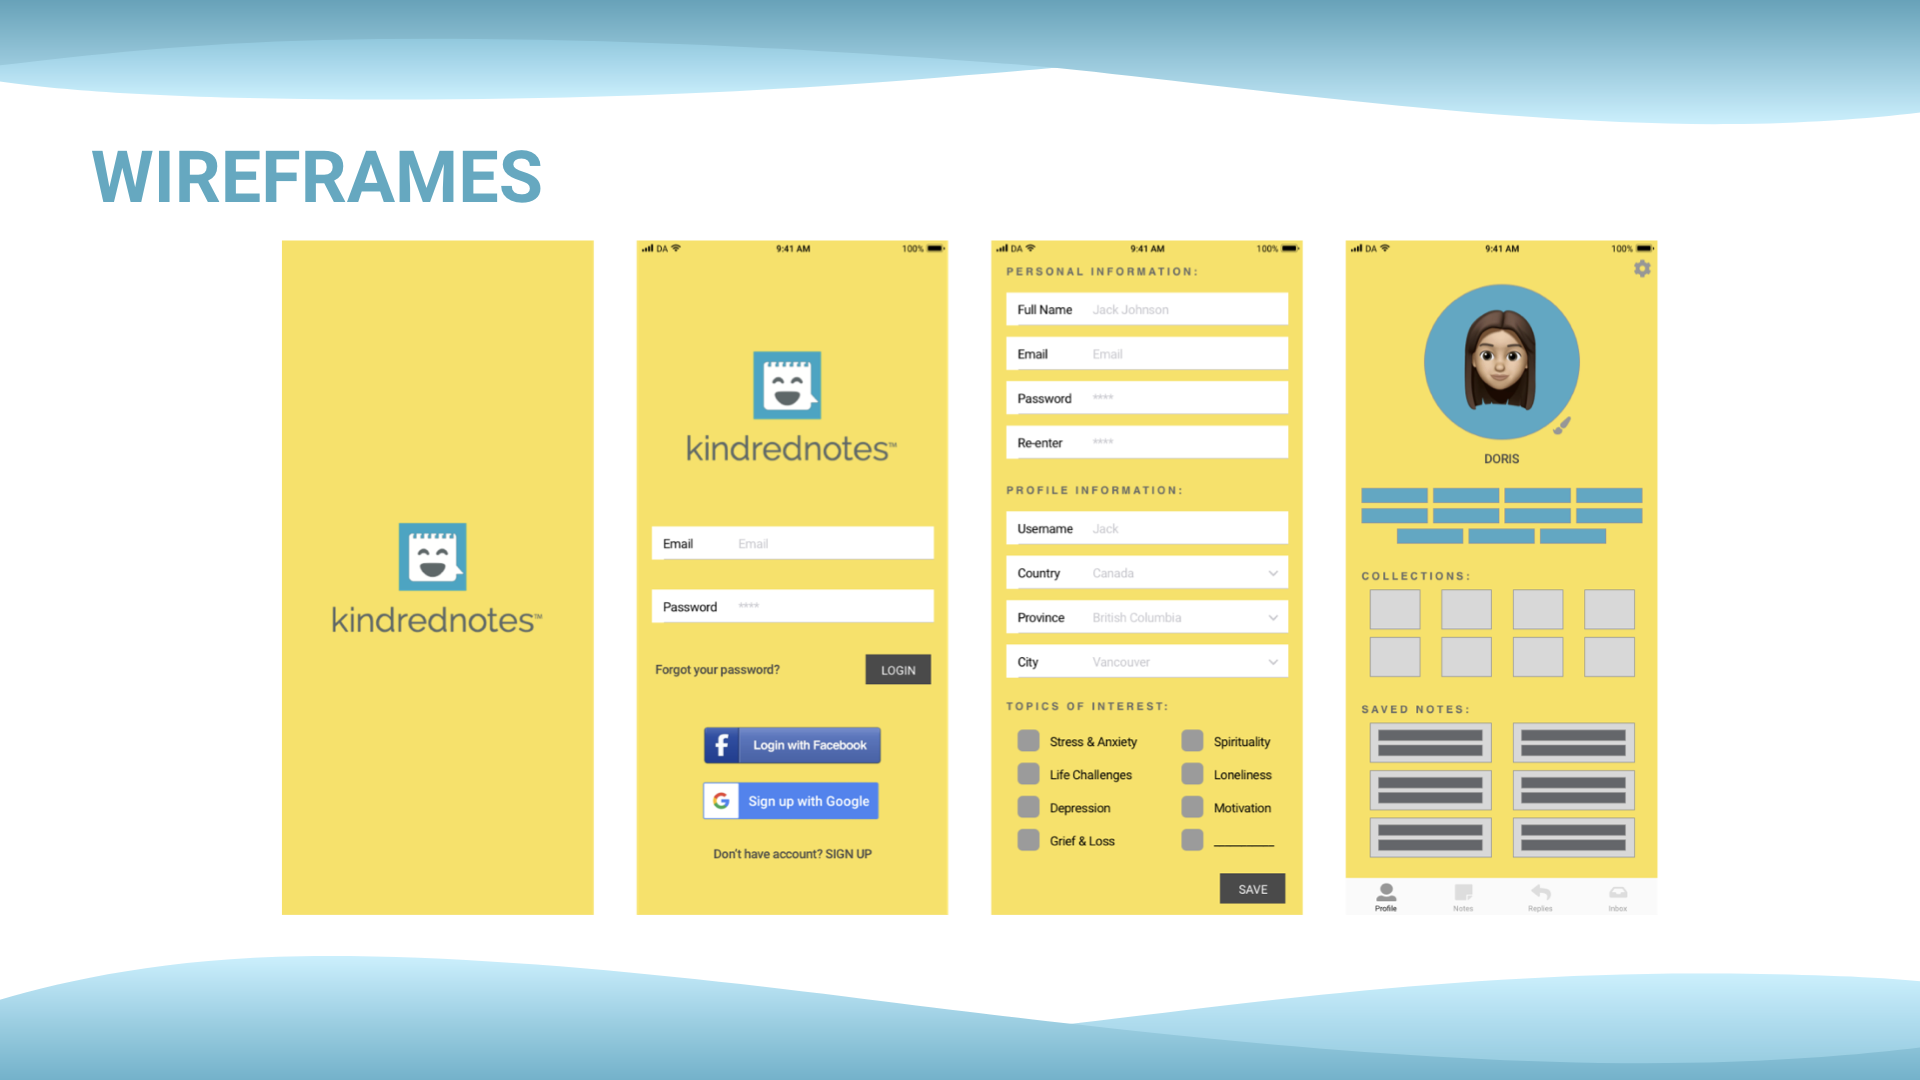 WIREFRAMES
kindrednotes™
DA 9:41 AM 100%
kindrednotes™
Email Email
Password ****
Forgot your password? LOGIN
f Login with Facebook
G Sign up with Google
Don't have account? SIGN UP
DA 9:41 AM 100%
PERSONAL INFORMATION:
Full Name Jack Johnson
Email Email
Password ****
Re-enter ****
PROFILE INFORMATION:
Username Jack
Country Canada
Province British Columbia
City Vancouver
TOPICS OF INTEREST:
Stress & Anxiety Spirituality
Life Challenges Loneliness
Depression Motivation
Grief & Loss _________
SAVE
DA 9:41 AM 100%
DORIS
COLLECTIONS:
SAVED NOTES:
Profile Notes Replies Inbox